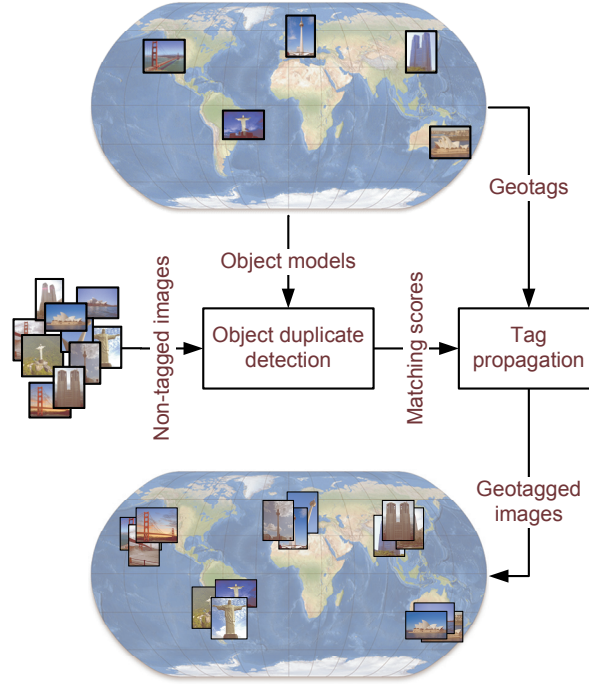 Geotags
Object models
Non-tagged images
Object duplicate
detection
Matching scores
Tag
propagation
Geotagged
images